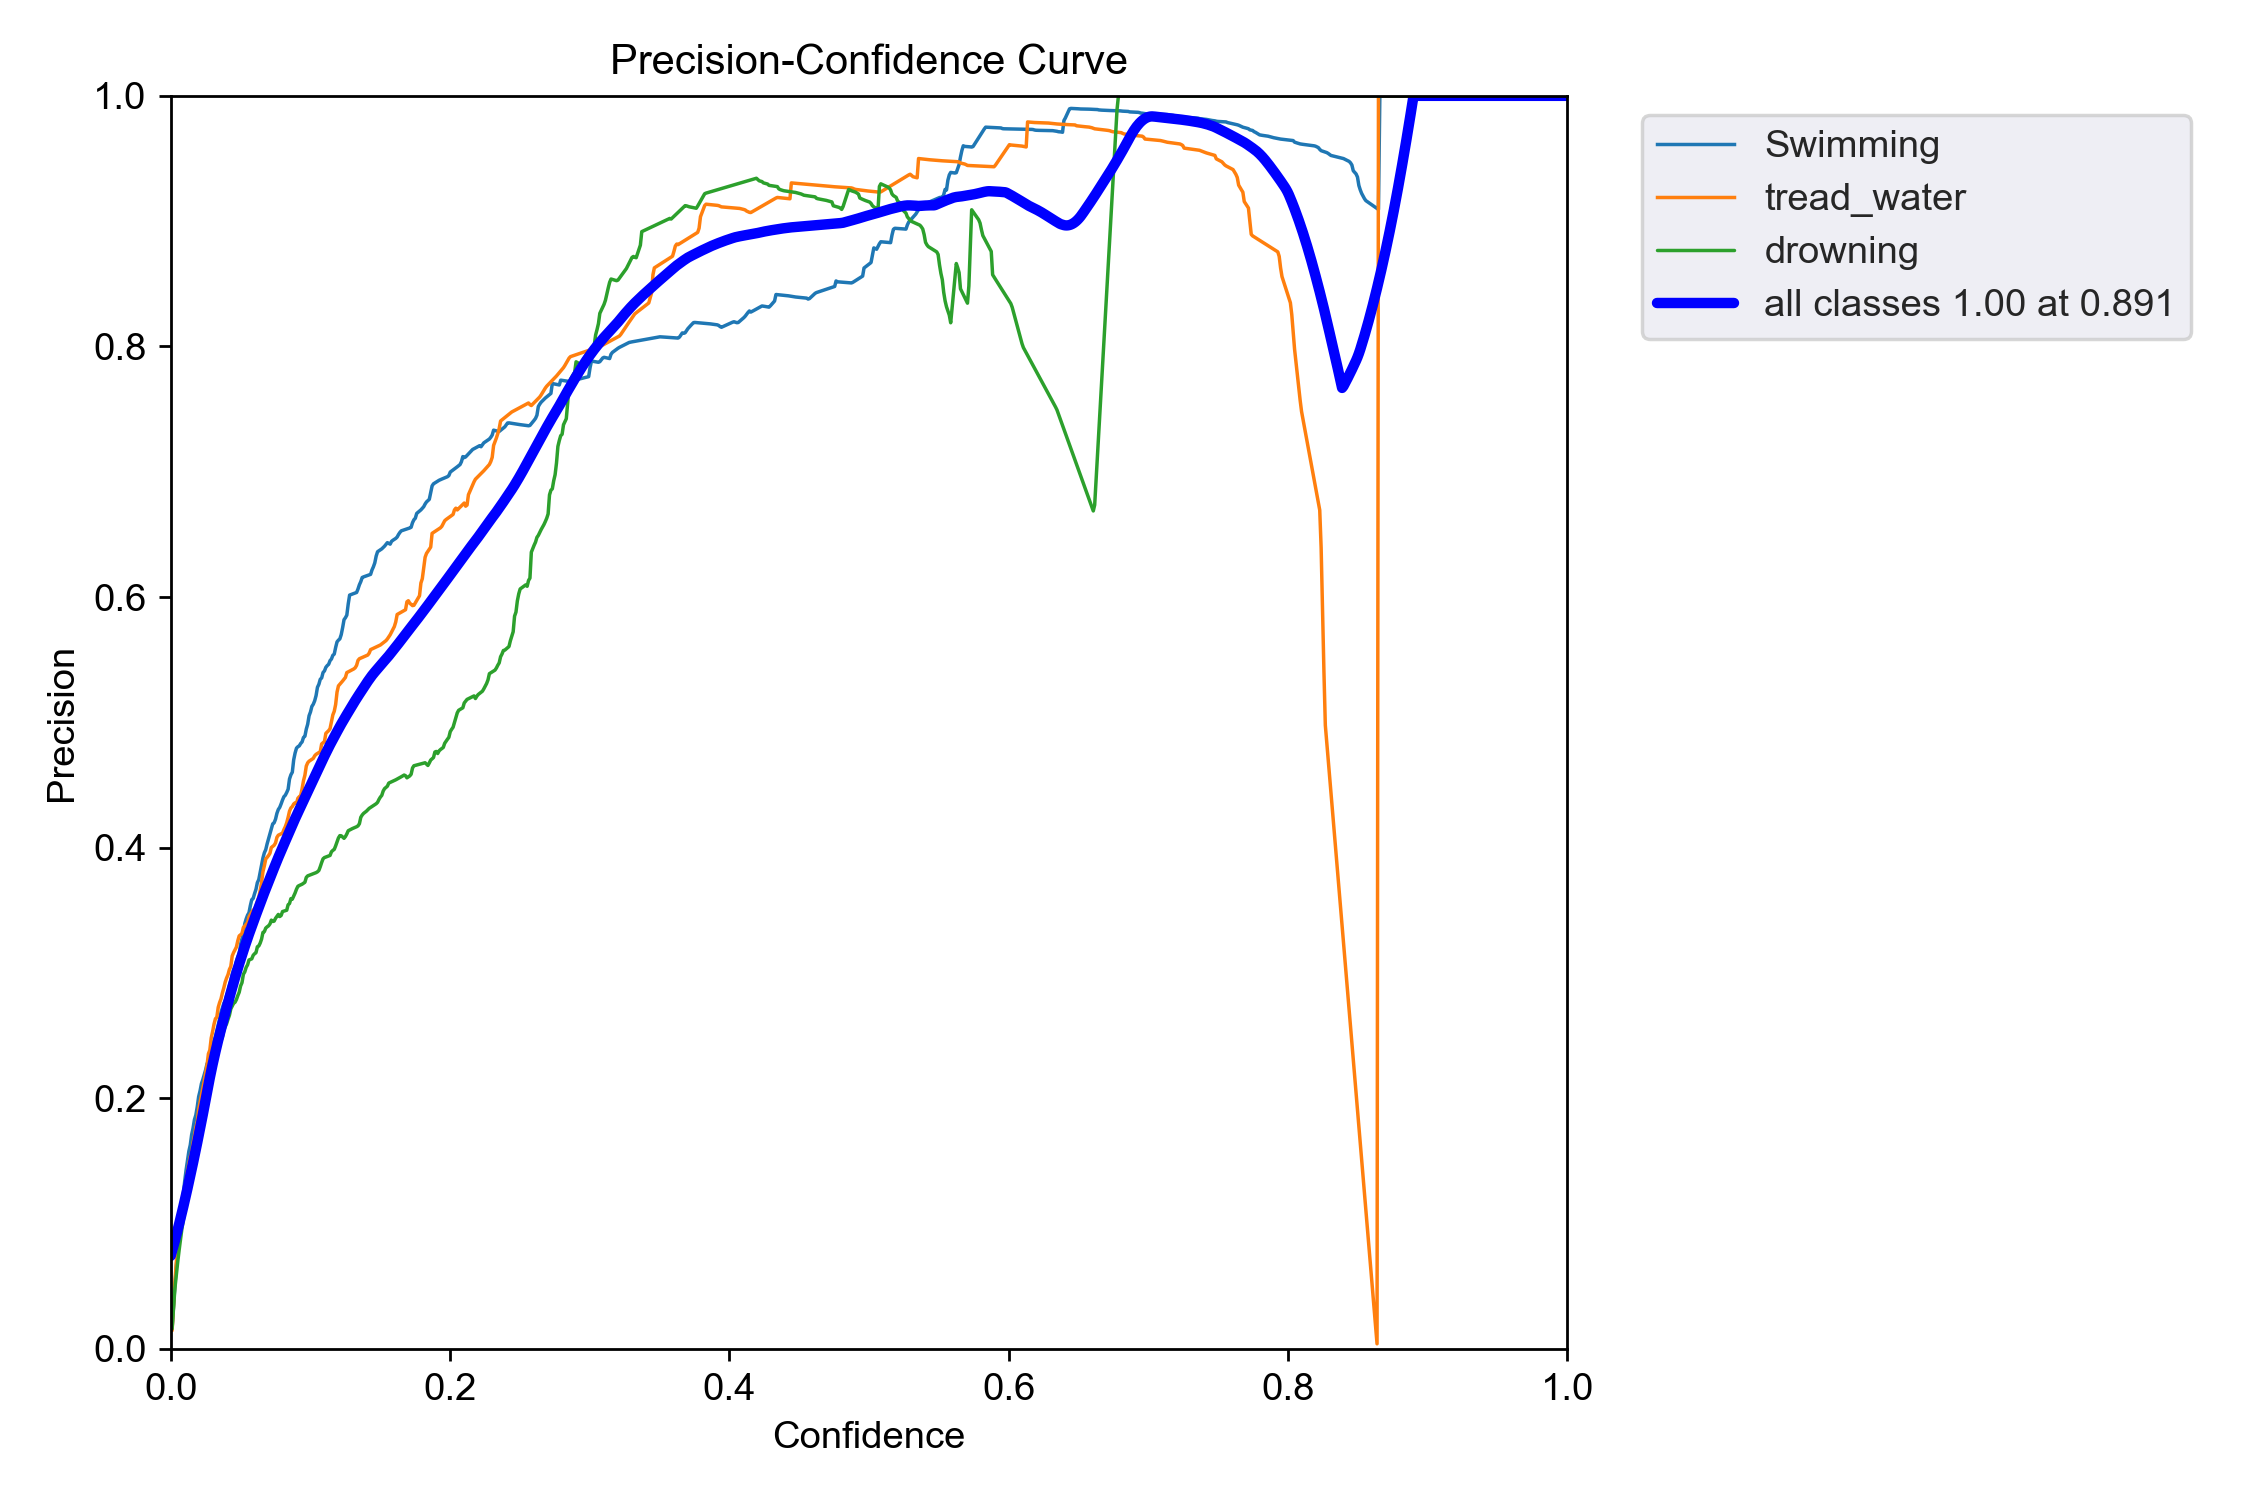 Precision-Confidence Curve
1.0
0.8
0.6
0.4
0.2
0.0
Precision
0.0 0.2 0.4 0.6 0.8 1.0
Confidence
Swimming
tread_water
drowning
all classes 1.00 at 0.891